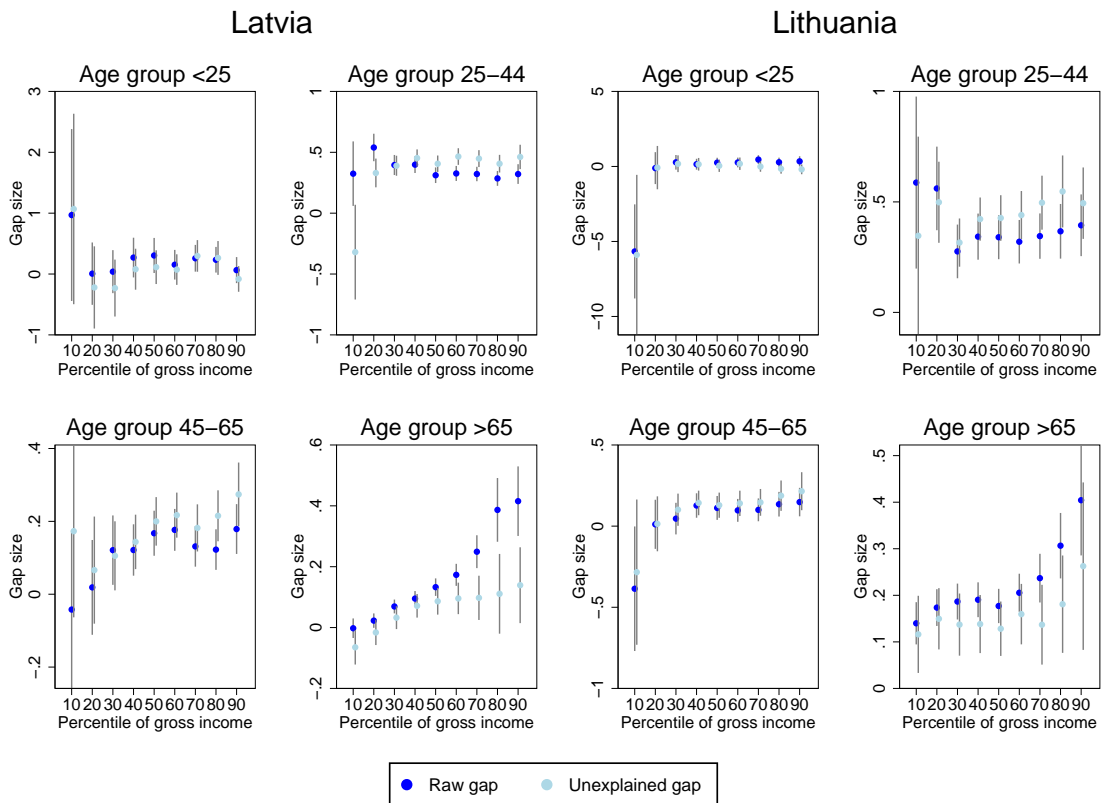 Latvia
Lithuania
Age group <25
Gap size
3
2
1
0
−1
10 20 30 40 50 60 70 80 90
Percentile of gross income
Age group 25−44
Gap size
1
.5
0
−.5
−1
10 20 30 40 50 60 70 80 90
Percentile of gross income
Age group <25
Gap size
5
0
−5
−10
10 20 30 40 50 60 70 80 90
Percentile of gross income
Age group 25−44
Gap size
1
.5
0
10 20 30 40 50 60 70 80 90
Percentile of gross income
Age group 45−65
Gap size
.4
.2
0
−.2
10 20 30 40 50 60 70 80 90
Percentile of gross income
Age group >65
Gap size
.6
.4
.2
0
−.2
10 20 30 40 50 60 70 80 90
Percentile of gross income
Age group 45−65
Gap size
.5
0
−.5
−1
10 20 30 40 50 60 70 80 90
Percentile of gross income
Age group >65
Gap size
.5
.4
.3
.2
.1
0
10 20 30 40 50 60 70 80 90
Percentile of gross income
Raw gap
Unexplained gap